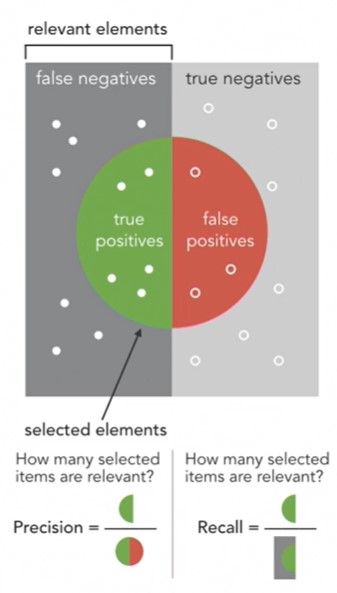 relevant elements
false negatives
true negatives
true
positives
false
positives
selected elements
How many selected
items are relevant?
Precision =
How many selected
items are relevant?
Recall =